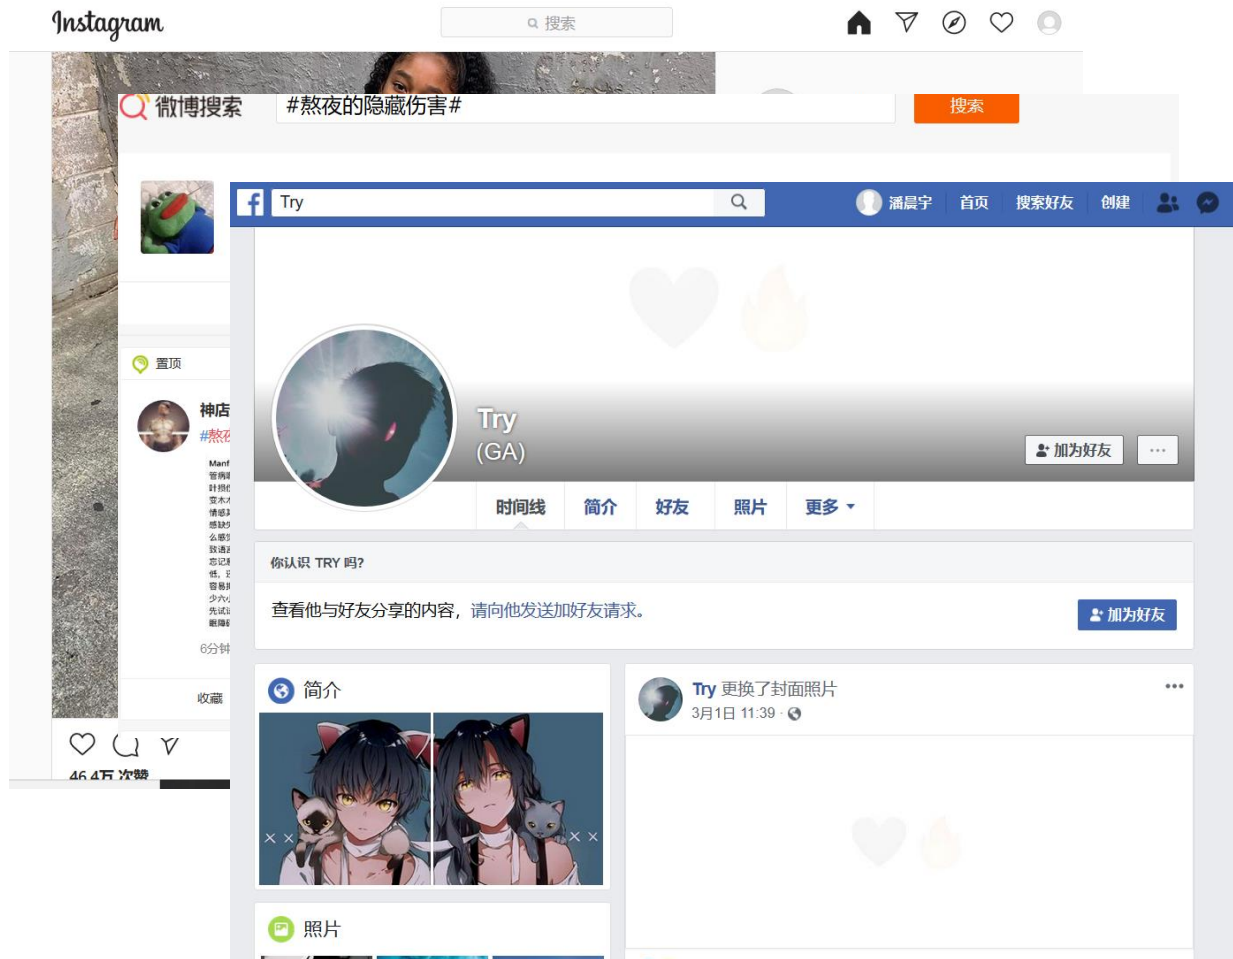 Instagram
搜索
微博搜索
#熬夜的隐藏伤害#
搜索
Try
潘晨宇
首页
搜索好友
创建
置顶
神店
#熬夜
Manf
6分钟
收藏
46.4万 次赞
Try
(GA)
加为好友
时间线
简介
好友
照片
更多
你认识 TRY 吗?
查看他与好友分享的内容，请向他发送加好友请求。
加为好友
简介
照片
Try 更换了封面照片
3月1日 11:39 ·